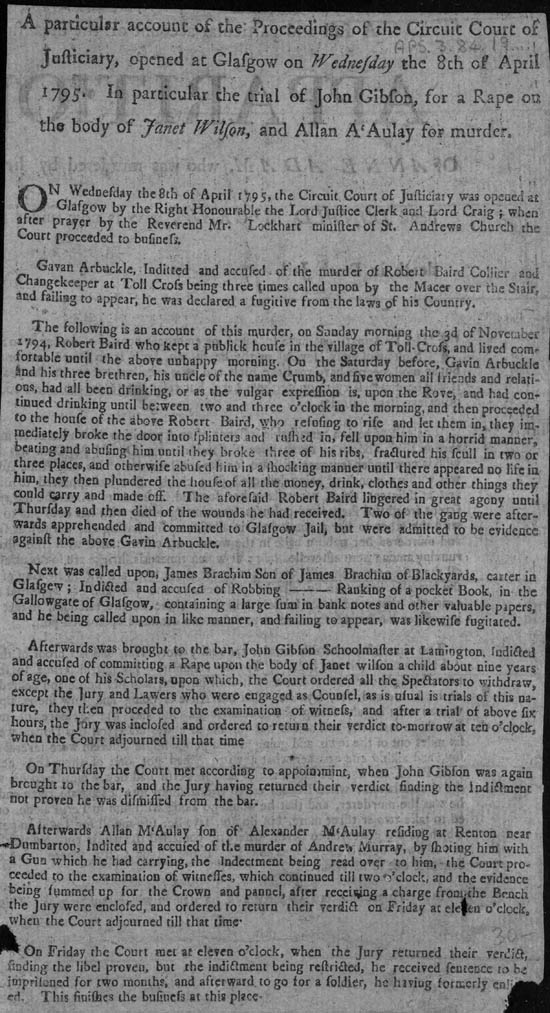 A particular account of the Proceedings of the Circuit Court of
Juſticiary, opened at Glaſgow on Wedneſday the 8th of April
1795. In particular the trial of John Gibſon, for a Rape on
the body of Janet Wilſon, and Allan A'Aulay for murder.
ON Wedneſday the 8th of April 1795, the Circuit Court of Juſticiary was opened at
Glaſgow by the Right Honourable the Lord Juſtice Clerk and Lord Craig; when
after prayer by the Reverend Mr. Lockhart miniſter of St. Andrews Church the
Court proceeded to buſineſs.
Gavan Arbuckle, Inditted and accuſed of the murder of Robert Baird Collier and
Changekeeper at Toll Croſs being three times called upon by the Macer over the Stair,
and failing to appear, he was declared a fugitive from the laws of his Country.
The following is an account of this murder, on Sunday morning the 3d of November
1794, Robert Baird who kept a publick houſe in the village of Toll-Croſs, and lived com-
fortable until the above unhappy morning. On the Saturday before, Gavin Arbuckle
and his three brethren, his uncle of the name Crumb, and five women all friends and relati-
ons, had all been drinking, or as the vulgar expreſſion is, upon the Rove, and had con-
tinued drinking until between two and three o'clock in the morning, and then proceeded
to the houſe of the above Robert Baird, who refuſing to riſe and let them in, they im-
mediately broke the door into ſplinters and ruſhed in, fell upon him in a horrid manner,
beating and abuſing him until they broke three of his ribs, fractured his ſcull in two or
three places, and otherwiſe abuſed him in a ſhocking manner until there appeared no life in
him, they then plundered the houſe of all the money, drink, clothes and other things they
could carry and made off. The aforeſaid Robert Baird lingered in great agony until
Thurſday and then died of the wounds he had received. Two of the gang were after-
wards apprehended and committed to Glaſgow Jail, but were admitted to be evidence
againſt the above Gavin Arbuckle.
Next was called upon, James Brachim Son of James Brachim of Blackyards, carter in
Glaſgew; Indicted and accuſed of Robbing ——— Ranking of a pocket Book, in the
Gallowgate of Glaſgow, containing a large ſum in bank notes and other valuable papers,
and he being called upon in like manner, and failing to appear, was likewiſe fugitated.
Afterwards was brought to the bar, John Gibſon Schoolmaſter at Lamington, Indicted
and accuſed of committing a Rape upon the body of Janet wilſon a child about nine years
of age, one of his Scholars, upon which, the Court ordered all the Spectators to withdraw,
except the Jury and Lawers who were engaged as Counſel, as is uſual is trials of this na-
ture, they then proceded to the examination of witneſs, and after a trial of above ſix
hours, the Jury was incloſed and ordered to return their verdict to-morrow at ten o'clock,
when the Court adjourned till that time
On Thurſday the Court met according to appoinmint, when John Gibſon was again
brought to the bar, and the Jury having returned their verdict finding the Indictment
not proven he was diſmiſſed from the bar.
Afterwards Allan M'Aulay ſon of Alexander M'Aulay reſiding at Renton near
Dumbarton, Indited and accuſed of the murder of Andrew Murray, by ſhoting him with
a Gun which he had carrying, the Indectment being read over to him, the Court pro-
ceeded to the examination of witneſſes, which continued till two o'clock, and the evidence
being ſummed up for the Crown and pannel, after receiving a charge from the Bench
the Jury were encloſed, and ordered to return their verdict on Friday at eleven o'clock,
when the Court adjourned till that time
On Friday the Court met at eleven o'clock, when the Jury returned their verdict,
finding the libel proven, but the indictment being reſtricted, he received ſentence to be
impriſoned for two months, and afterward to go for a ſoldier, he having formerly
ed. This finiſhes the buſineſs at this place